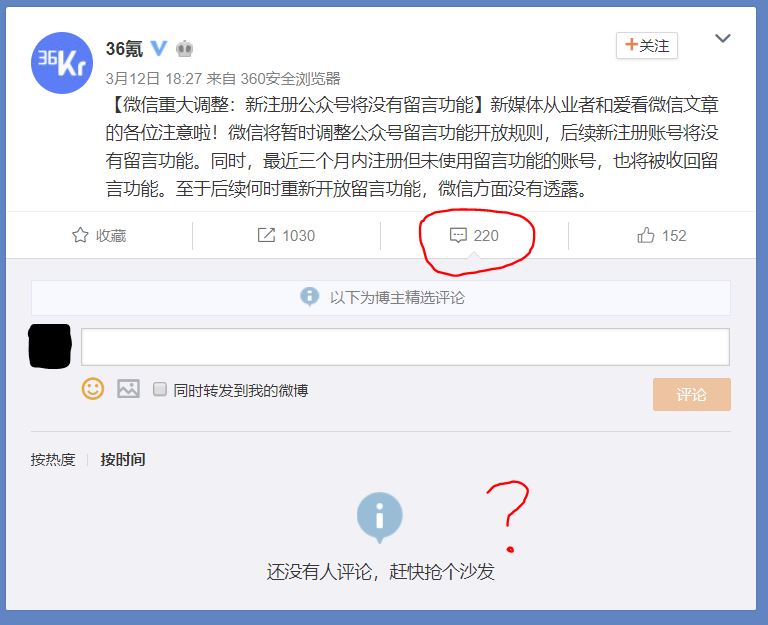 36Kr
36氪
+关注
3月12日 18:27 来自 360安全浏览器
【微信重大调整：新注册公众号将没有留言功能】新媒体从业者和爱看微信文章
的各位注意啦！微信将暂时调整公众号留言功能开放规则，后续新注册账号将没
有留言功能。同时，最近三个月内注册但未使用留言功能的账号，也将被收回留
言功能。至于后续何时重新开放留言功能，微信方面没有透露。
收藏 1030 220 152
以下为博主精选评论
同时转发到我的微博 评论
按热度 按时间
?
还没有人评论，赶快抢个沙发